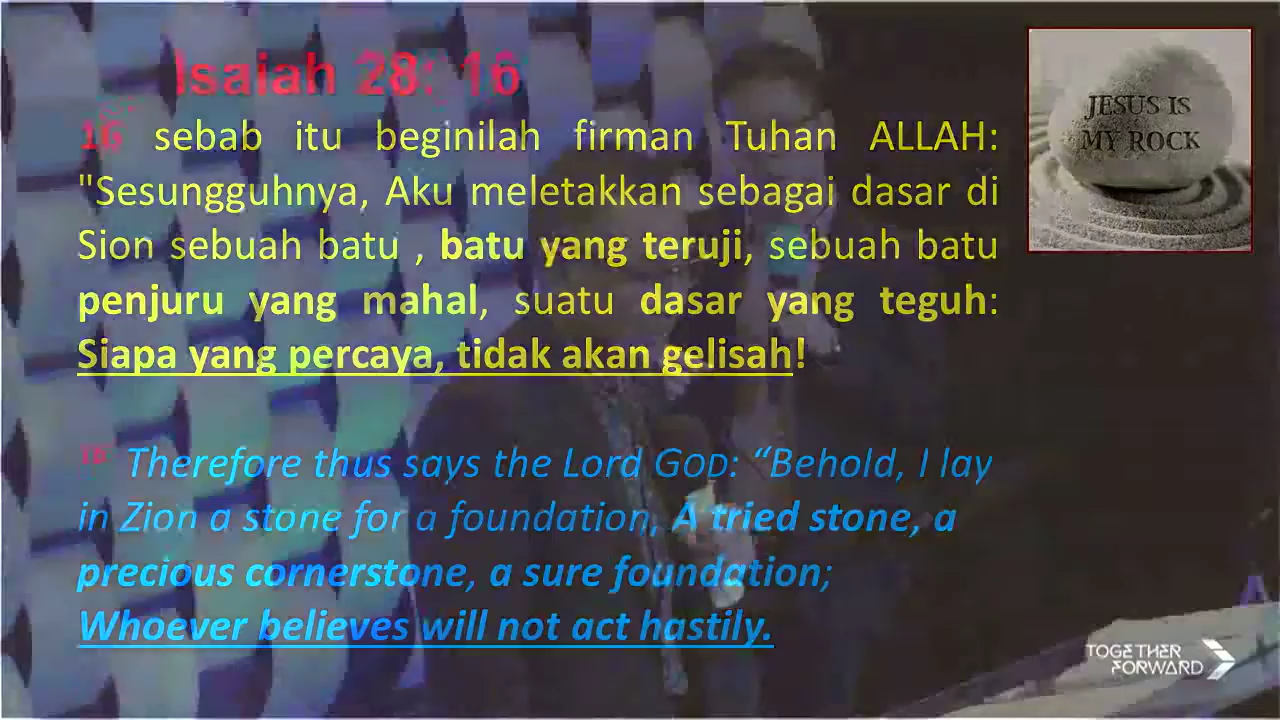 Isaiah 28: 16
16 sebab itu beginilah firman Tuhan ALLAH:
"Sesungguhnya, Aku meletakkan sebagai dasar di
Sion sebuah batu , batu yang teruji, sebuah batu
penjuru yang mahal, suatu dasar yang teguh:
Siapa yang percaya, tidak akan gelisah!
16 Therefore thus says the Lord GOD: “Behold, I lay
in Zion a stone for a foundation, A tried stone, a
precious cornerstone, a sure foundation;
Whoever believes will not act hastily.
JESUS IS
MY ROCK
TOGETHER
FORWARD